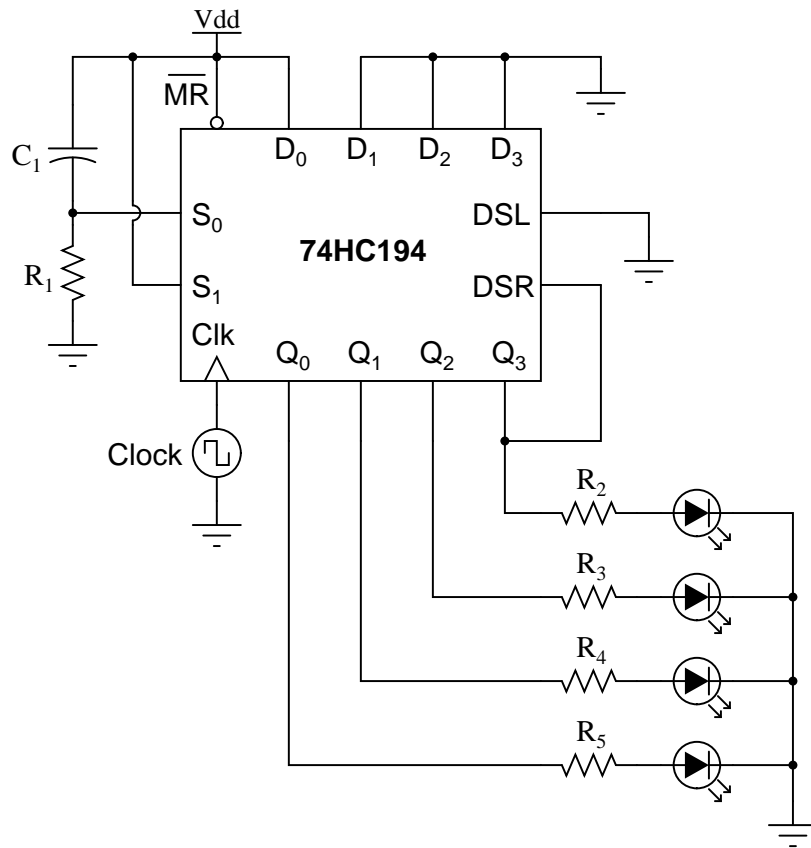 Vdd
M̅R̅
D₀ D₁ D₂ D₃
C₁
S₀ DSL
74HC194
R₁
S₁ DSR
Clk
Q₀ Q₁ Q₂ Q₃
Clock
R₂
R₃
R₄
R₅